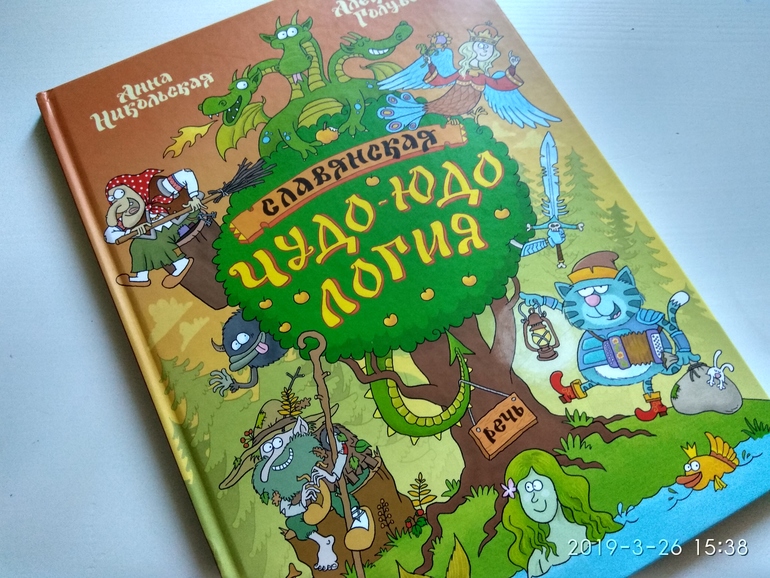 Анна
Никольская
СЛАВЯНСКАЯ
ЧУДО-ЮДО
ЛОГИЯ
РЕЧЬ
2019-3-26 15:38